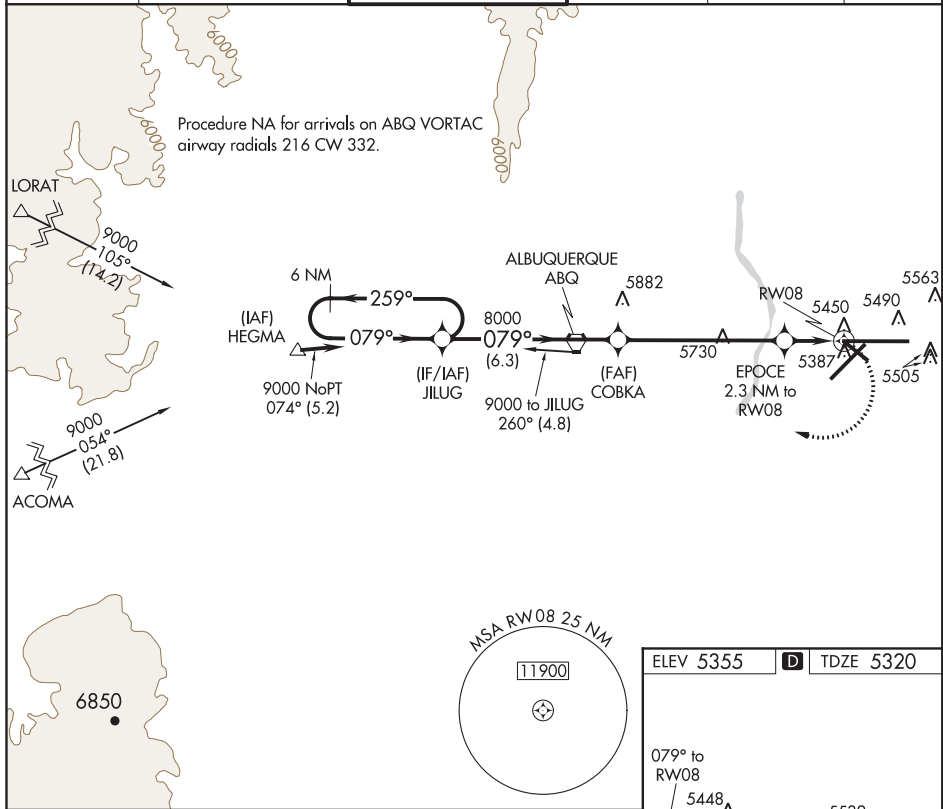 6000
6000
6000
Procedure NA for arrivals on ABQ VORTAC
airway radials 216 CW 332.
LORAT
9000
105°
(14.2)
6 NM
259°
ALBUQUERQUE
ABQ
5882
RW08
5450
5490
5563
(IAF)
HEGMA
079°
8000
079°
(6.3)
5730
5387
5505
9000 NoPT
074° (5.2)
(IF/IAF)
JILUG
9000 to JILUG
260° (4.8)
(FAF)
COBKA
EPOCE
2.3 NM to
RW08
9000
054°
(21.8)
ACOMA
MSA RW08 25 NM
11900
6850
ELEV 5355
D
TDZE 5320
079° to
RW08
5448